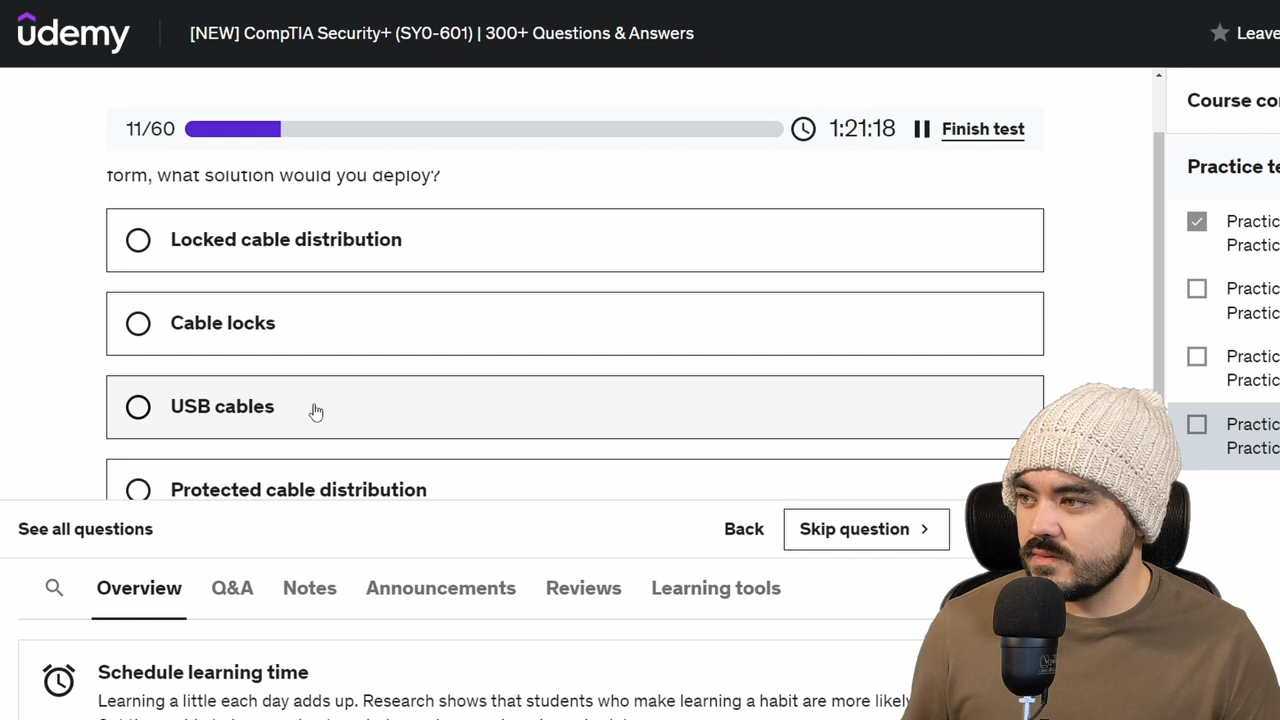 udemy
[NEW] CompTIA Security+ (SY0-601) | 300+ Questions & Answers
Leave
11/60
1:21:18
Finish test
form, what solution would you deploy?
Locked cable distribution
Cable locks
USB cables
Protected cable distribution
See all questions
Back
Skip question
Overview
Q&A
Notes
Announcements
Reviews
Learning tools
Schedule learning time
Learning a little each day adds up. Research shows that students who make learning a habit are more likely
Course co
Practice te
Practic
Practic
Practic
Practic
Practic
Practic
Practic
Practic